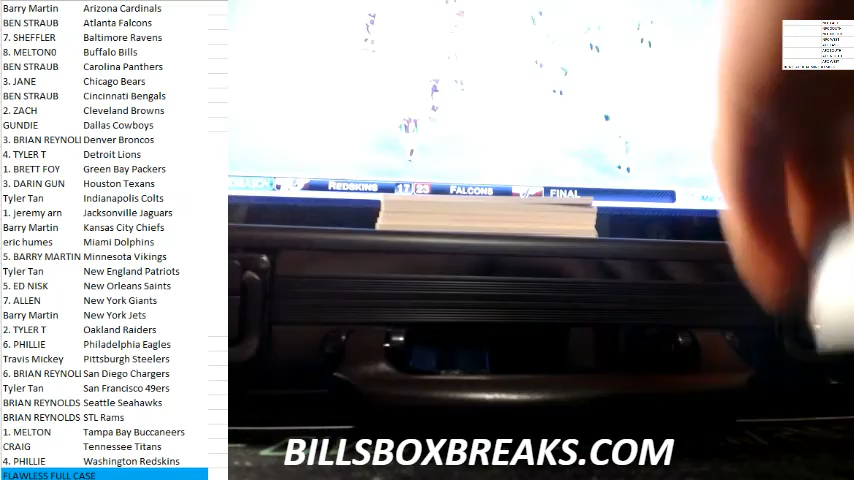 Barry Martin Arizona Cardinals
BEN STRAUB Atlanta Falcons
7. SHEFFLER Baltimore Ravens
8. MELTON0 Buffalo Bills
BEN STRAUB Carolina Panthers
3. JANE Chicago Bears
BEN STRAUB Cincinnati Bengals
2. ZACH Cleveland Browns
GUNDIE Dallas Cowboys
3. BRIAN REYNOLI Denver Broncos
4. TYLER T Detroit Lions
1. BRETT FOY Green Bay Packers
3. DARIN GUN Houston Texans
Tyler Tan Indianapolis Colts
1. jeremy arn Jacksonville Jaguars
Barry Martin Kansas City Chiefs
eric humes Miami Dolphins
5. BARRY MARTIN Minnesota Vikings
Tyler Tan New England Patriots
5. ED NISK New Orleans Saints
7. ALLEN New York Giants
Barry Martin New York Jets
2. TYLER T Oakland Raiders
6. PHILLIE Philadelphia Eagles
Travis Mickey Pittsburgh Steelers
6. BRIAN REYNOLI San Diego Chargers
Tyler Tan San Francisco 49ers
BRIAN REYNOLDS Seattle Seahawks
BRIAN REYNOLDS STL Rams
1. MELTON Tampa Bay Buccaneers
CRAIG Tennessee Titans
4. PHILLIE Washington Redskins
FLAWLESS FULL CASE
REDSKINS 17 23 FALCONS FINAL
BILLSBOXBREAKS.COM